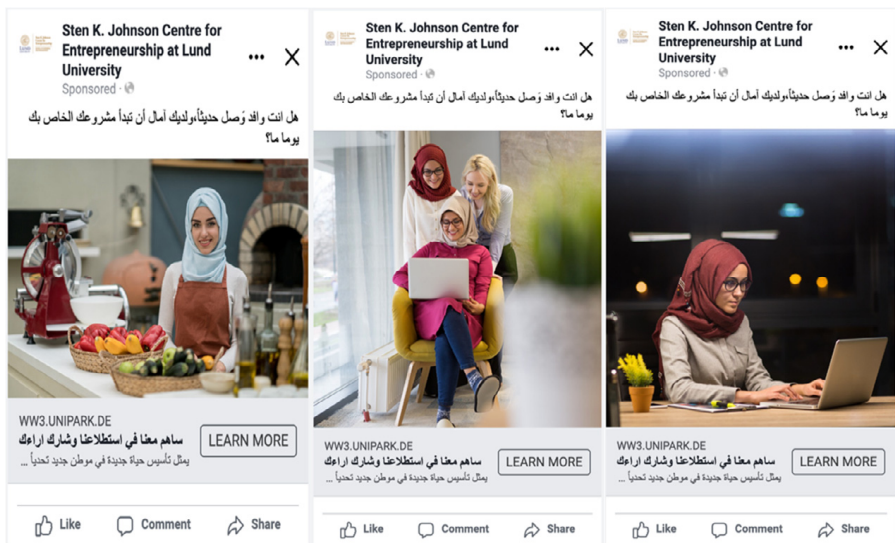 Sten K. Johnson Centre for
Entrepreneurship at Lund
University
Sponsored ·
هل انت وافد وَصل حديثاً،ولديك آمال أن تبدأ مشروعك الخاص بك
يوما ما؟
WW3.UNIPARK.DE
ساهم معنا في استطلاعنا وشارك اراءك
يمثل تأسيس حياة جديدة في موطن جديد تحدياً ...
LEARN MORE
Like
Comment
Share
Sten K. Johnson Centre for
Entrepreneurship at Lund
University
Sponsored ·
هل انت وافد وَصل حديثاً،ولديك آمال أن تبدأ مشروعك الخاص بك
يوما ما؟
WW3.UNIPARK.DE
ساهم معنا في استطلاعنا وشارك اراءك
يمثل تأسيس حياة جديدة في موطن جديد تحدياً ...
LEARN MORE
Like
Comment
Share
Sten K. Johnson Centre for
Entrepreneurship at Lund
University
Sponsored ·
هل انت وافد وَصل حديثاً،ولديك آمال أن تبدأ مشروعك الخاص بك
يوما ما؟
WW3.UNIPARK.DE
ساهم معنا في استطلاعنا وشارك اراءك
يمثل تأسيس حياة جديدة في موطن جديد تحدياً ...
LEARN MORE
Like
Comment
Share